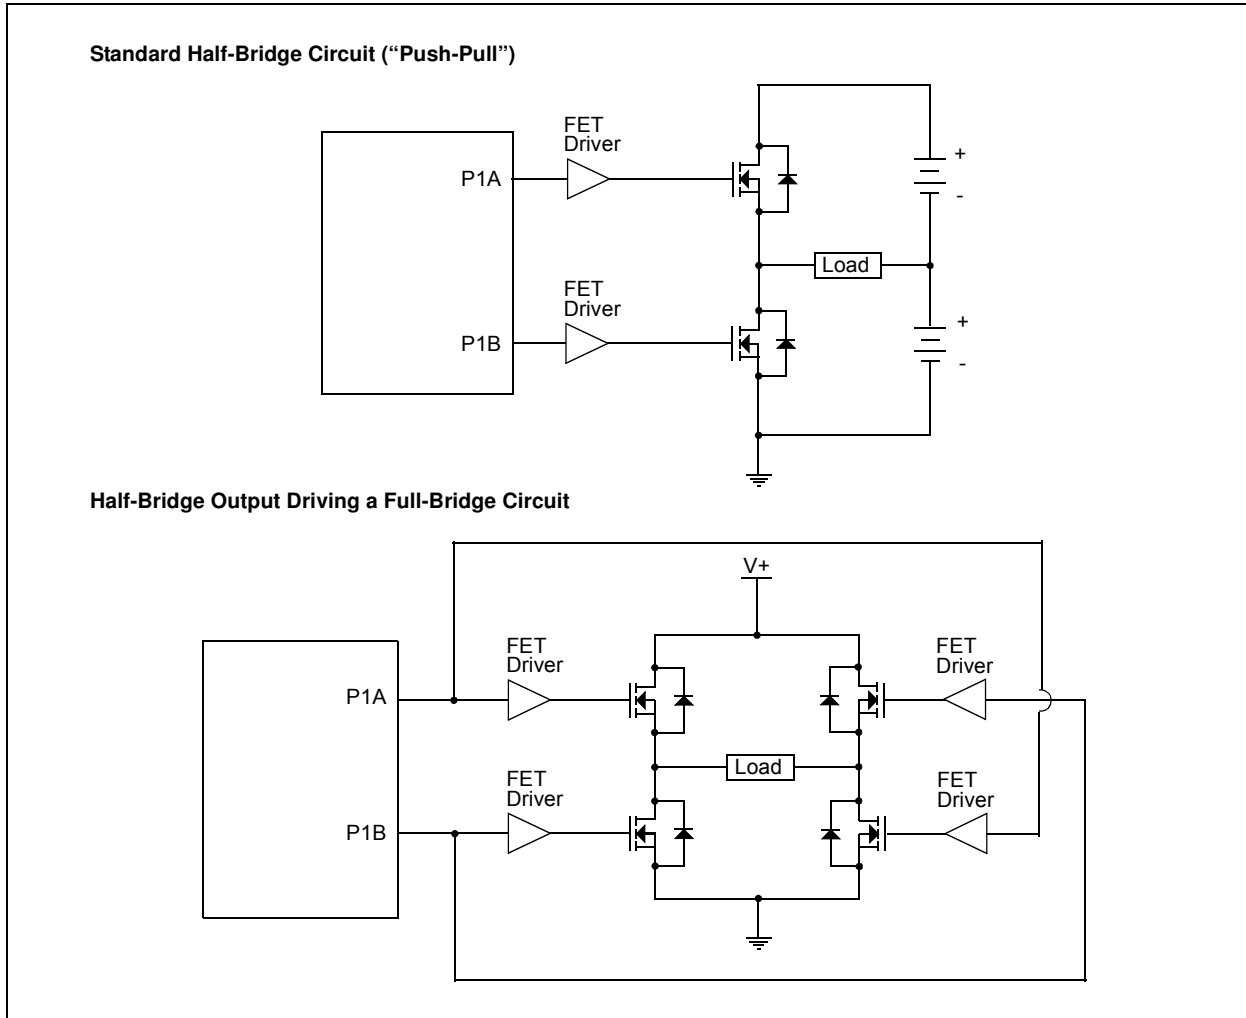 Standard Half-Bridge Circuit (“Push-Pull”)
FET
Driver
P1A
+
-
Load
FET
Driver
P1B
+
-
Half-Bridge Output Driving a Full-Bridge Circuit
V+
FET
Driver
FET
Driver
P1A
Load
FET
Driver
FET
Driver
P1B